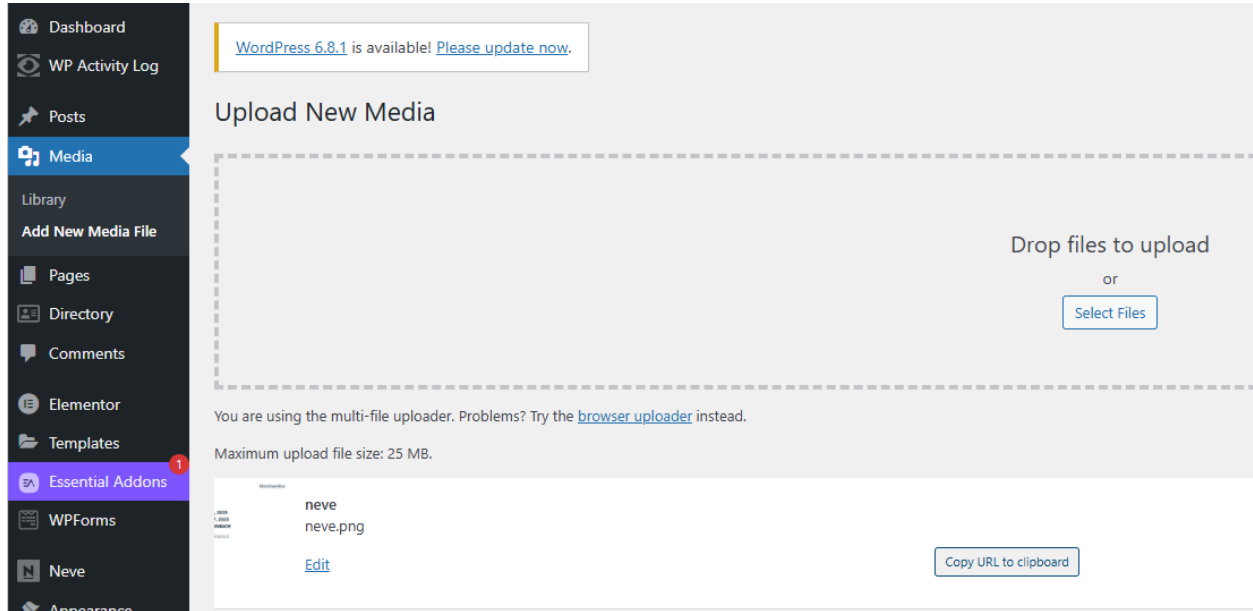 Dashboard
WP Activity Log
Posts
Media
Library
Add New Media File
Pages
Directory
Comments
Elementor
Templates
Essential Addons
1
WPForms
Neve
Appearance
WordPress 6.8.1 is available! Please update now.
Upload New Media
Drop files to upload
or
Select Files
You are using the multi-file uploader. Problems? Try the browser uploader instead.
Maximum upload file size: 25 MB.
neve
neve.png
Edit
Copy URL to clipboard